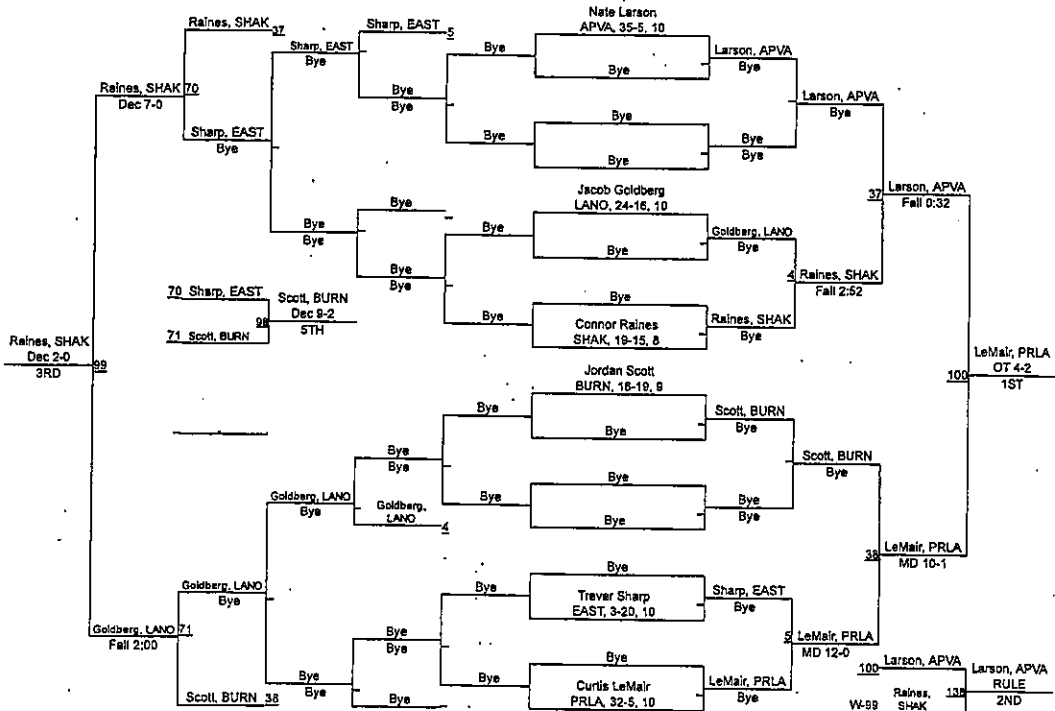 Nate Larson
APVA, 35-5, 10
Raines, SHAK 37
Sharp, EAST 5
Sharp, EAST
Bye
Bye
Bye
Larson, APVA
Bye
Raines, SHAK 70
Dec 7-0
Bye
Bye
Larson, APVA
Bye
Sharp, EAST
Bye
Bye
Bye
Bye
Bye
Bye
Jacob Goldberg
LANO, 24-16, 10
37
Larson, APVA
Fall 0:32
Bye
Bye
Bye
Bye
Bye
Goldberg, LANO
Bye
Bye
4
Raines, SHAK
Fall 2:52
70 Sharp, EAST
Scott, BURN
Dec 9-2
5TH
98
71 Scott, BURN
Bye
Bye
Connor Raines
SHAK, 19-15, 8
Raines, SHAK
Bye
Raines, SHAK
Dec 2-0
3RD
99
Jordan Scott
BURN, 16-19, 9
100
LeMair, PRLA
OT 4-2
1ST
Bye
Bye
Scott, BURN
Bye
Bye
Bye
Scott, BURN
Bye
Goldberg, LANO
Bye
Goldberg,
LANO
4
Bye
Bye
Bye
Bye
Bye
38
LeMair, PRLA
MD 10-1
Goldberg, LANO
Bye
Bye
Trever Sharp
EAST, 3-20, 10
Sharp, EAST
Bye
Goldberg, LANO 71
Fall 2:00
Bye
Bye
5
LeMair, PRLA
MD 12-0
Bye
Bye
Bye
Bye
Curtis LeMair
PRLA, 32-5, 10
LeMair, PRLA
Bye
Scott, BURN 38
Bye
100
Larson, APVA
Larson, APVA
RULE
2ND
138
W-99
Raines,
SHAK